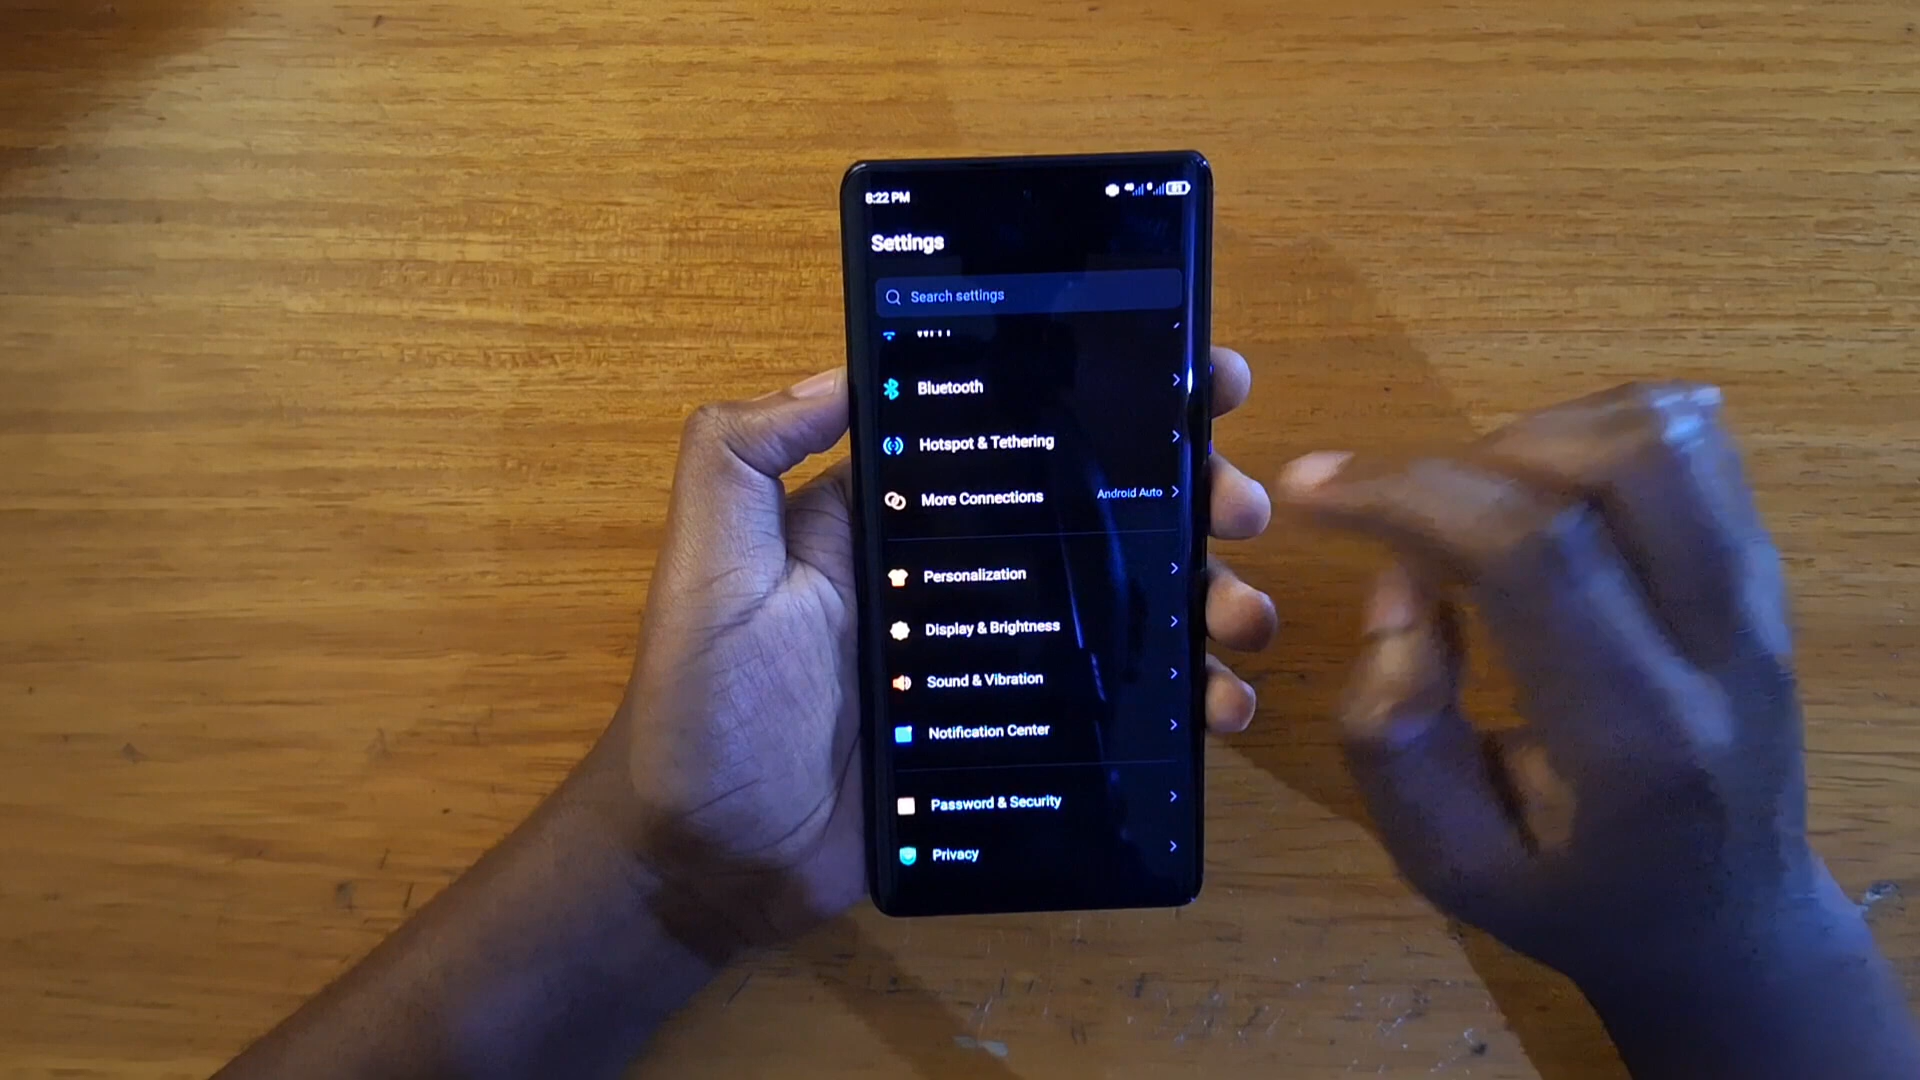 8:22 PM
Settings
Search settings
Bluetooth
Hotspot & Tethering
More Connections Android Auto
Personalization
Display & Brightness
Sound & Vibration
Notification Center
Password & Security
Privacy